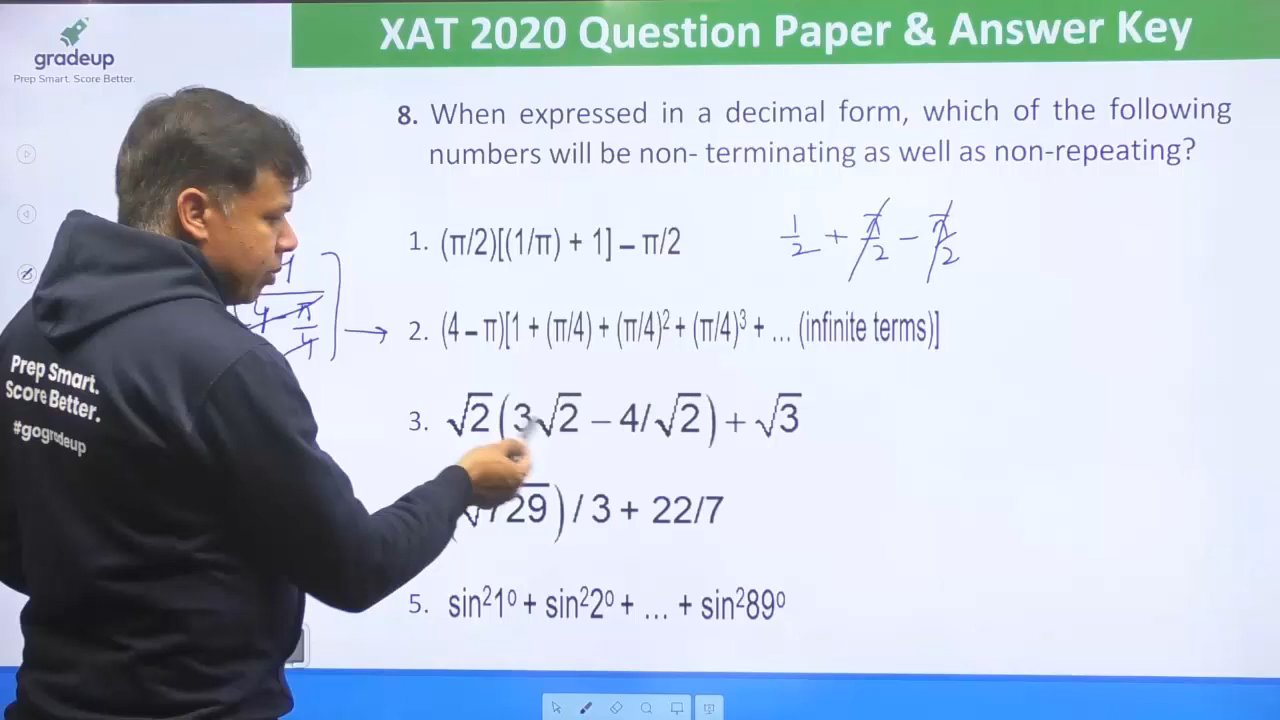 XAT 2020 Question Paper & Answer Key
gradeup
Prep Smart. Score Better.
8. When expressed in a decimal form, which of the following
numbers will be non- terminating as well as non-repeating?
1. (π/2)[(1/π) + 1] – π/2
1/2 + π/2 – π/2
2. (4 – π)[1 + (π/4) + (π/4)² + (π/4)³ + ... (infinite terms)]
3. √2(3√2 – 4/√2) + √3
29) / 3 + 22/7
5. sin²1⁰ + sin²2⁰ + ... + sin²89⁰
Prep Smart.
Score Better.
#gogradeup